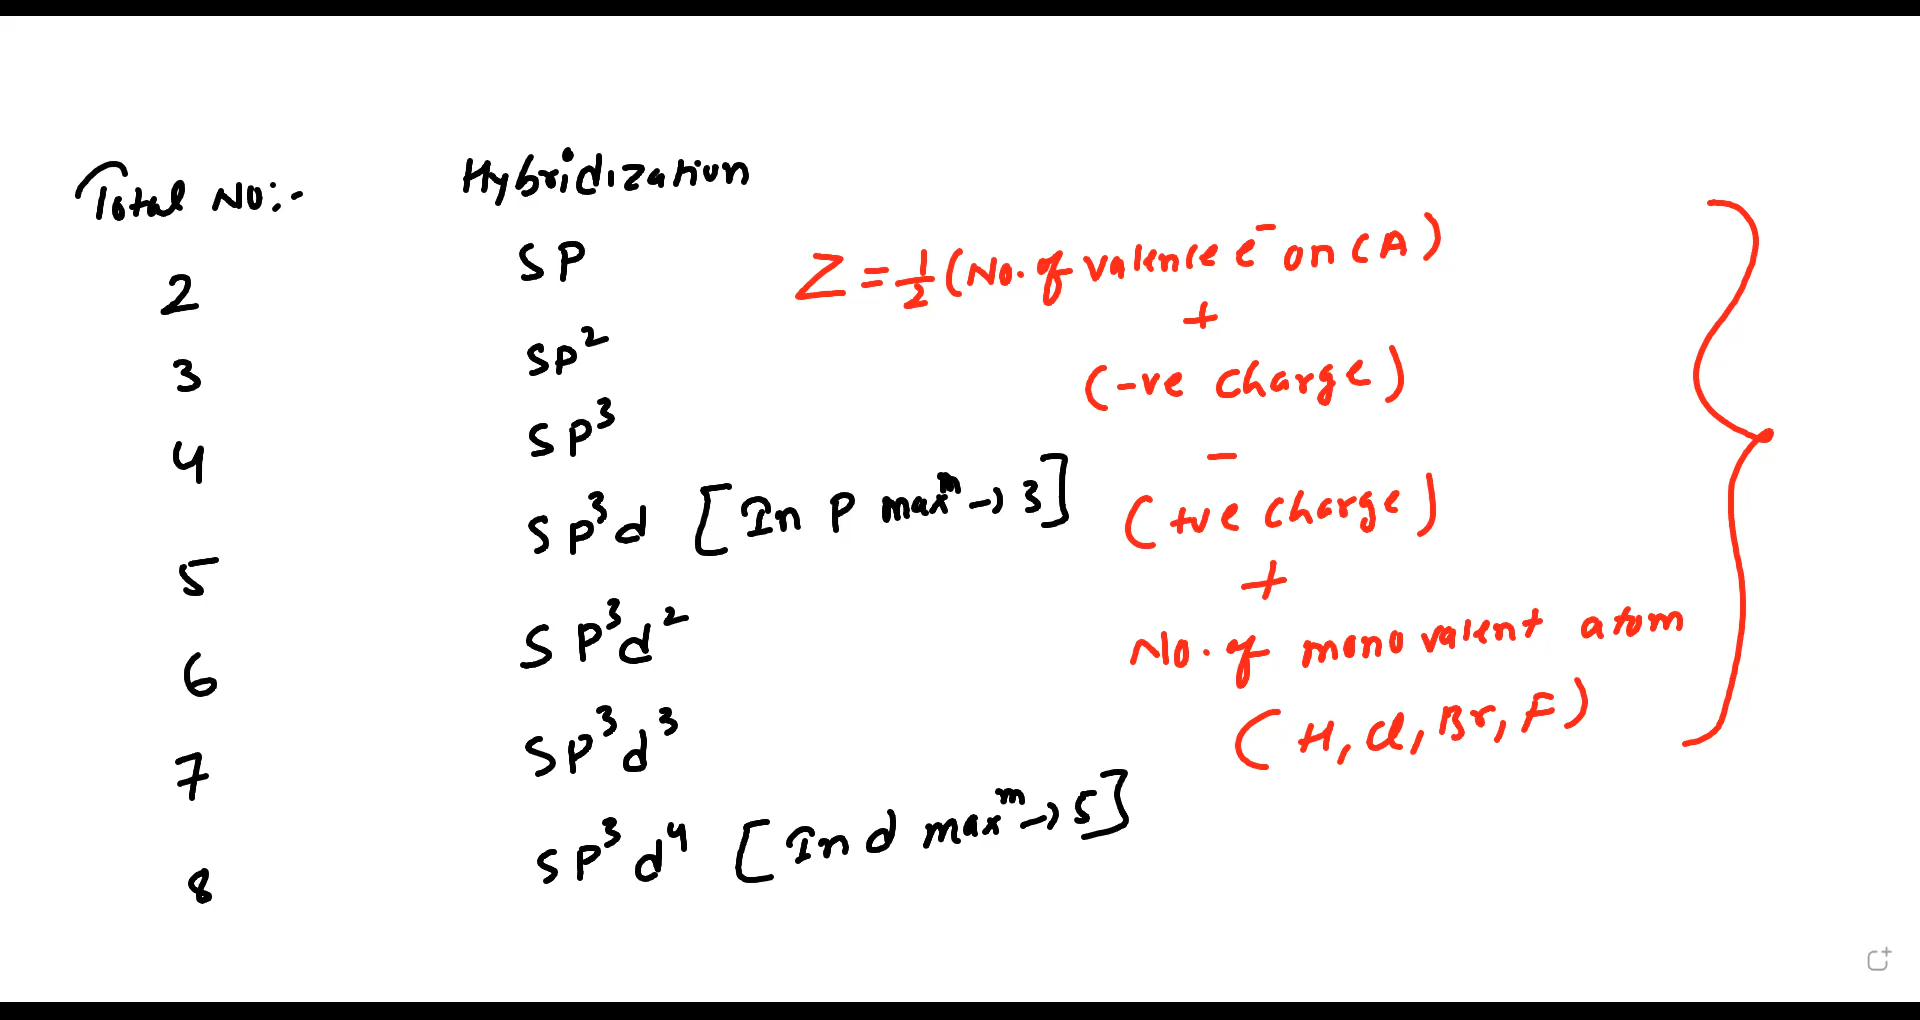 Total No:-
Hybridization
2
SP
3
SP²
4
SP³
5
SP³d [In P maxᵐ → 3]
6
SP³d²
7
SP³d³
8
SP³d⁴ [In d maxᵐ → 5]
Z = 1/2 (No. of valence e⁻ on CA)
+
(-ve charge)
-
(+ve charge)
+
No. of monovalent atom
(H, Cl, Br, F)